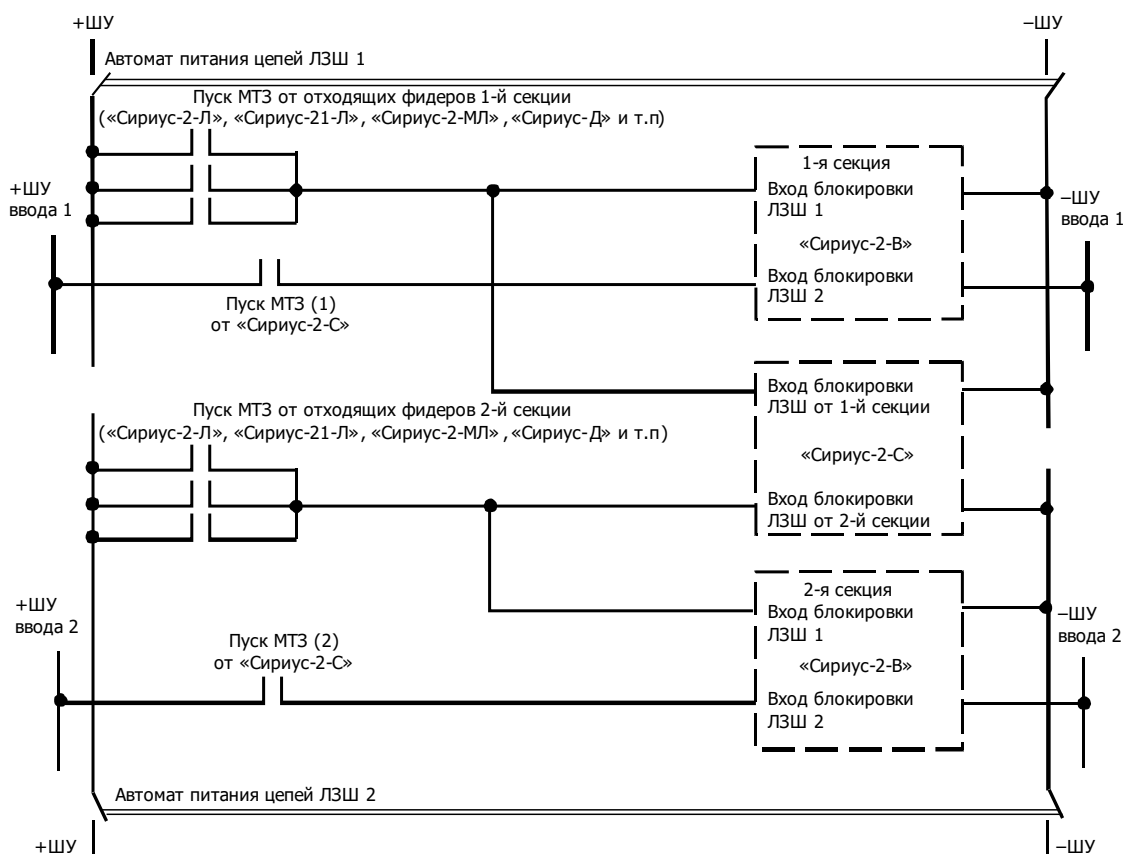 +ШУ
–ШУ
Автомат питания цепей ЛЗШ 1
Пуск МТЗ от отходящих фидеров 1-й секции
(«Сириус-2-Л», «Сириус-21-Л», «Сириус-2-МЛ» ,«Сириус-Д» и т.п)
+ШУ
ввода 1
1-я секция
Вход блокировки
ЛЗШ 1
«Сириус-2-В»
Вход блокировки
ЛЗШ 2
–ШУ
ввода 1
Пуск МТЗ (1)
от «Сириус-2-С»
Пуск МТЗ от отходящих фидеров 2-й секции
(«Сириус-2-Л», «Сириус-21-Л», «Сириус-2-МЛ» ,«Сириус-Д» и т.п)
Вход блокировки
ЛЗШ от 1-й секции
«Сириус-2-С»
Вход блокировки
ЛЗШ от 2-й секции
+ШУ
ввода 2
Пуск МТЗ (2)
от «Сириус-2-С»
2-я секция
Вход блокировки
ЛЗШ 1
«Сириус-2-В»
Вход блокировки
ЛЗШ 2
–ШУ
ввода 2
Автомат питания цепей ЛЗШ 2
+ШУ
–ШУ